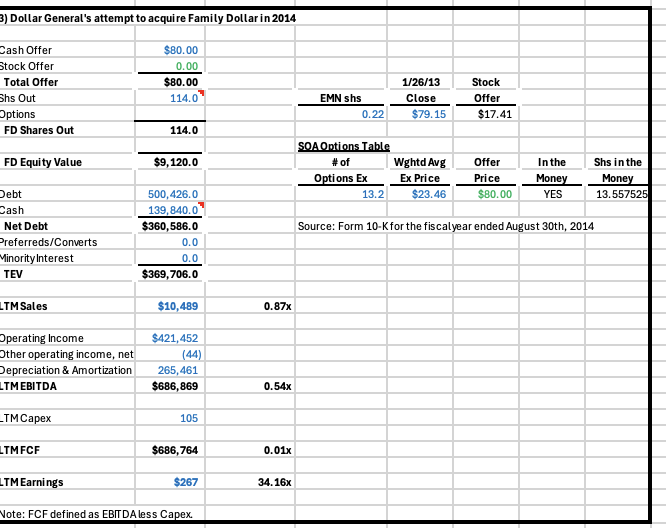 3) Dollar General's attempt to acquire Family Dollar in 2014
Cash Offer $80.00
Stock Offer 0.00
Total Offer $80.00 1/26/13 Stock
Shs Out 114.0 EMN shs Close Offer
Options 0.22 $79.15 $17.41
FD Shares Out 114.0
SOA Options Table
FD Equity Value $9,120.0 # of Wghtd Avg Offer In the Shs in the
Options Ex Ex Price Price Money Money
Debt 500,426.0 13.2 $23.46 $80.00 YES 13.557525
Cash 139,840.0
Net Debt $360,586.0 Source: Form 10-K for the fiscal year ended August 30th, 2014
Preferreds/Converts 0.0
Minority Interest 0.0
TEV $369,706.0
LTM Sales $10,489 0.87x
Operating Income $421,452
Other operating income, net (44)
Depreciation & Amortization 265,461
LTM EBITDA $686,869 0.54x
LTM Capex 105
LTM FCF $686,764 0.01x
LTM Earnings $267 34.16x
Note: FCF defined as EBITDA less Capex.